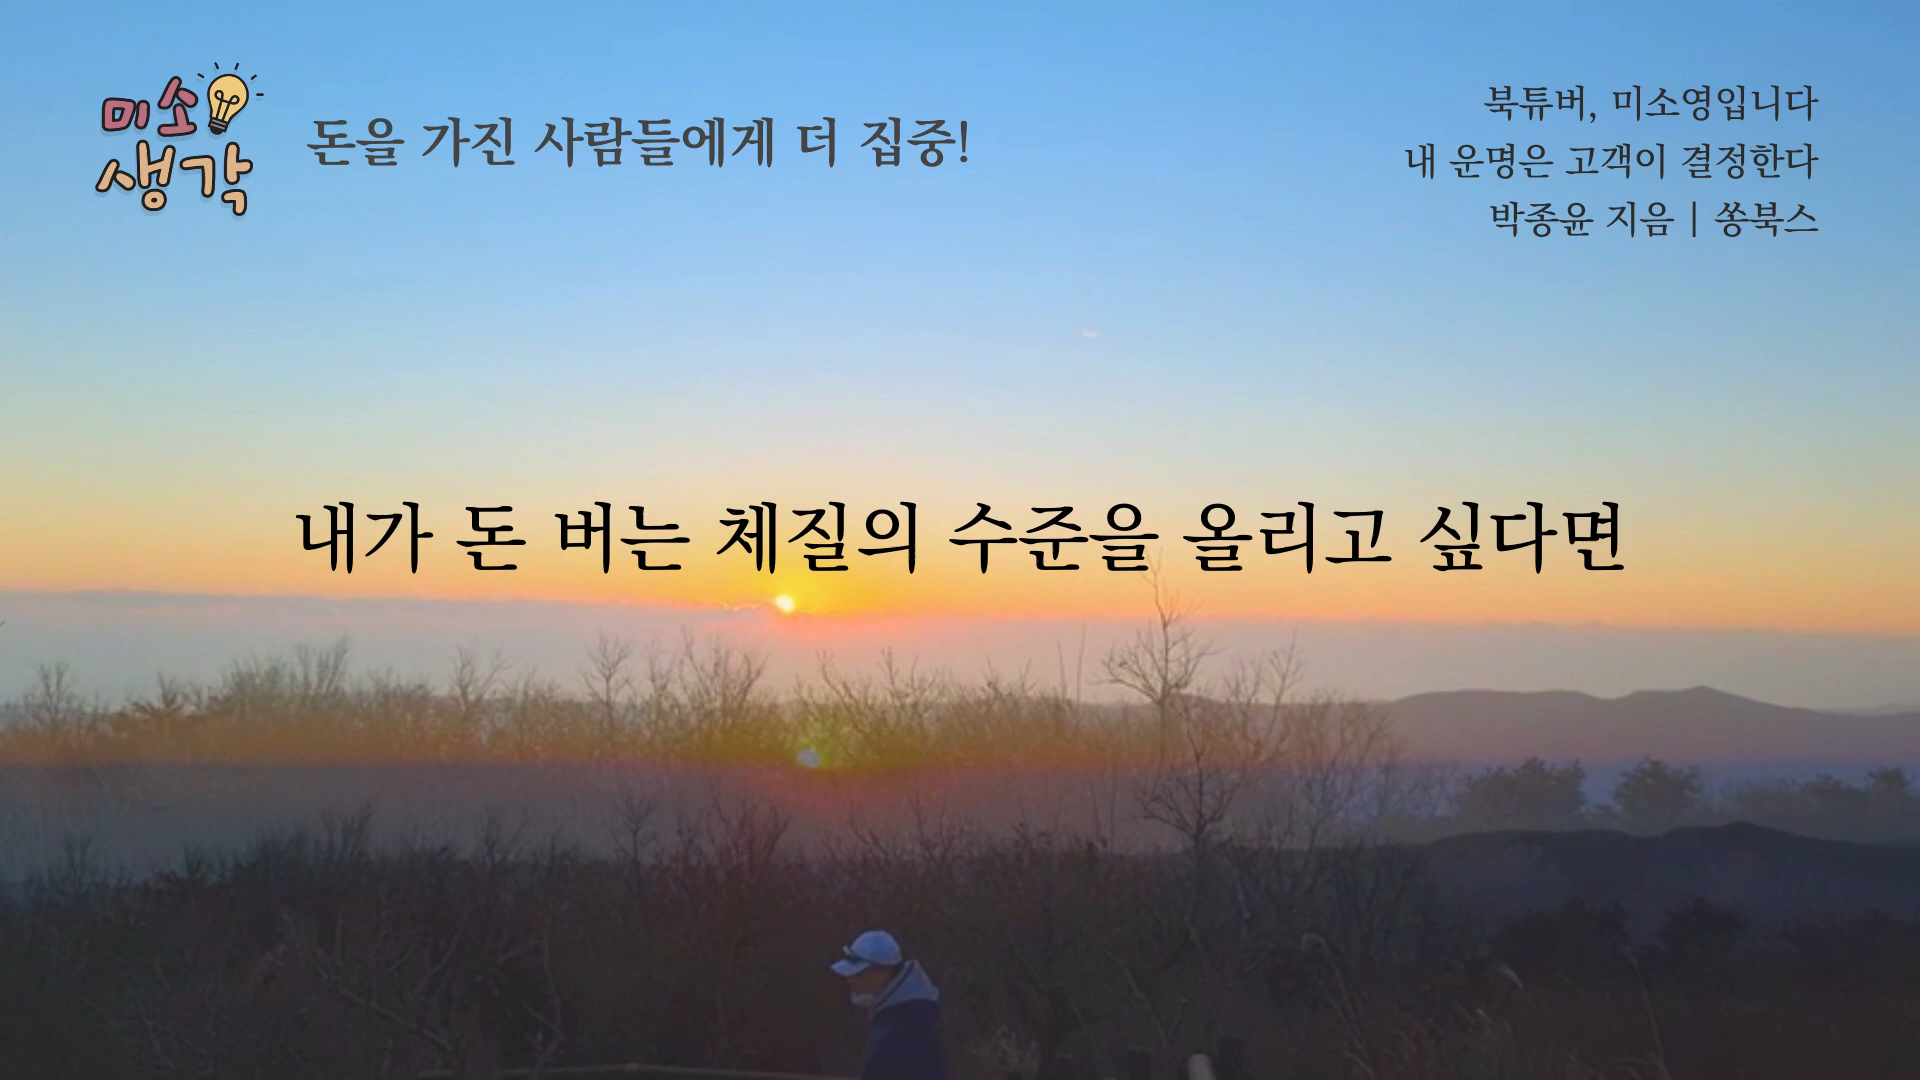 미소
생각
돈을 가진 사람들에게 더 집중!
북튜버, 미소영입니다
내 운명은 고객이 결정한다
박종윤 지음 | 쏭북스
내가 돈 버는 체질의 수준을 올리고 싶다면